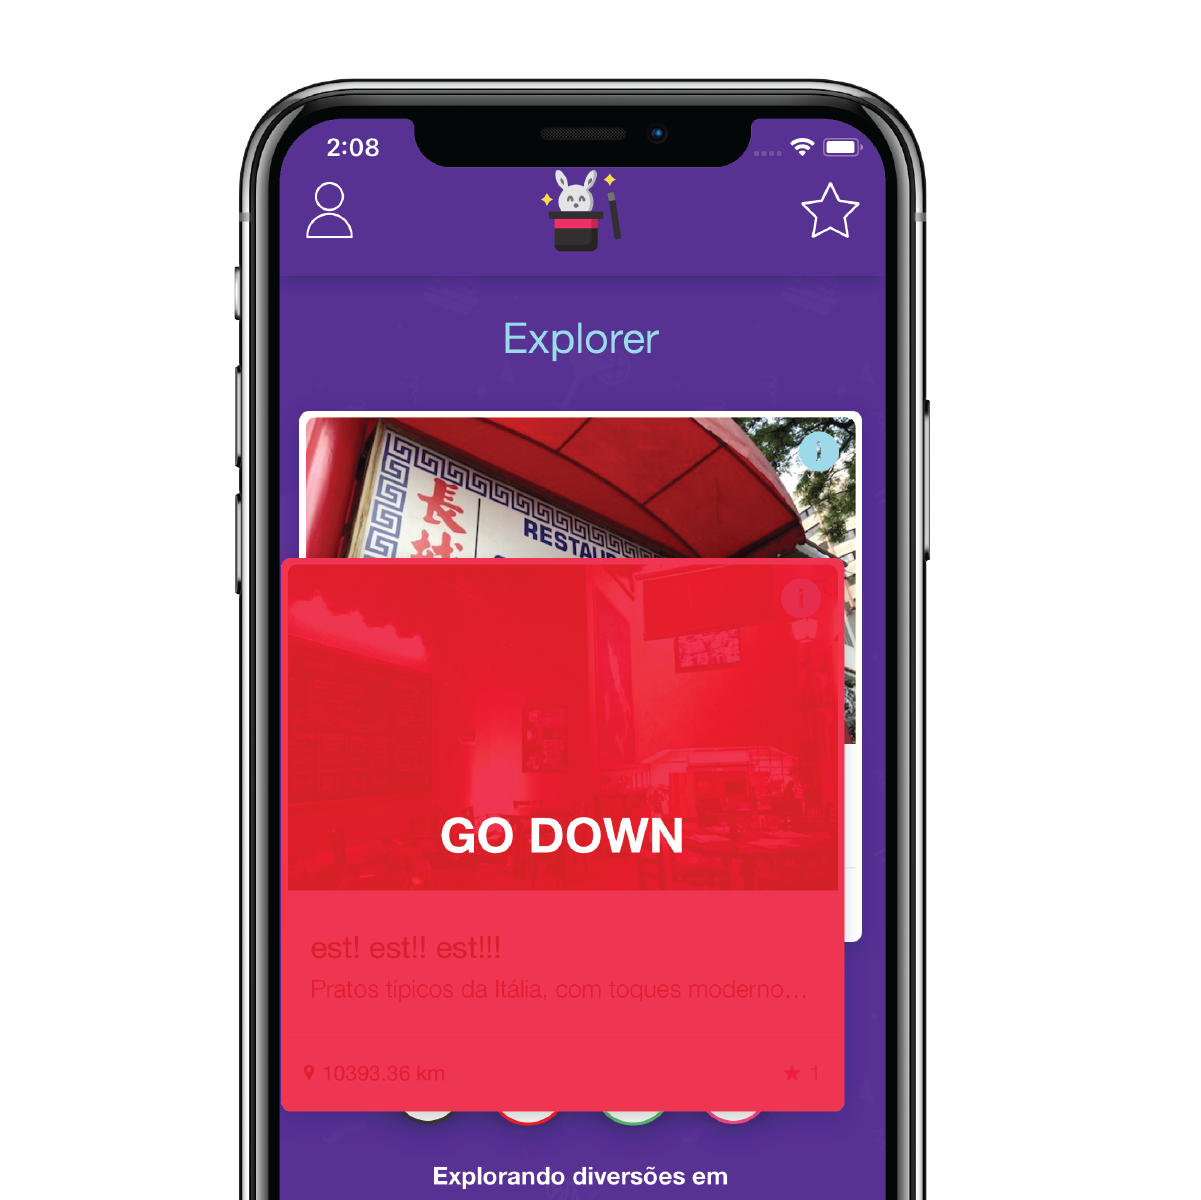 2:08
Explorer
i
長
RESTAU
i
GO DOWN
est! est!! est!!!
Pratos típicos da Itália, com toques moderno...
10393.36 km
★ 1
Explorando diversões em